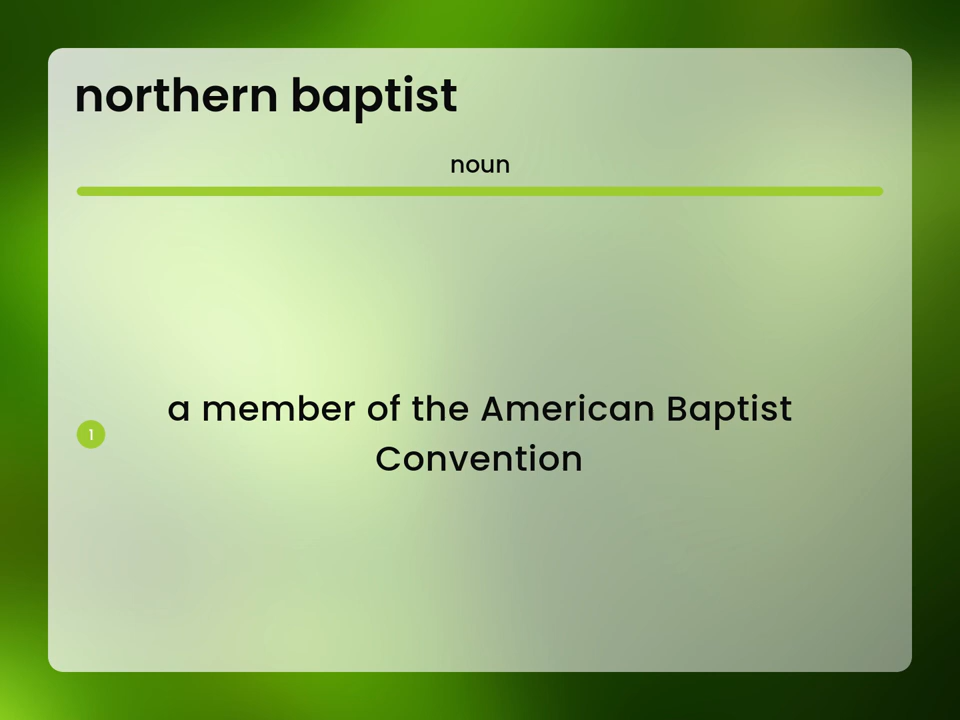 northern baptist
noun
1
a member of the American Baptist
Convention